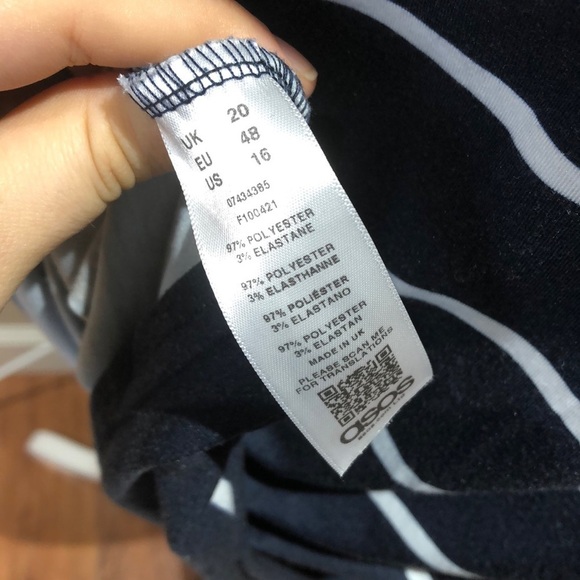 UK 20
EU 48
US 16
07434385
F100421
97% POLYESTER
3% ELASTANE
97% POLYESTER
3% ELASTHANNE
97% POLIÉSTER
3% ELASTANO
97% POLYESTER
3% ELASTAN
MADE IN UK
PLEASE SCAN ME
FOR TRANSLATIONS
asos